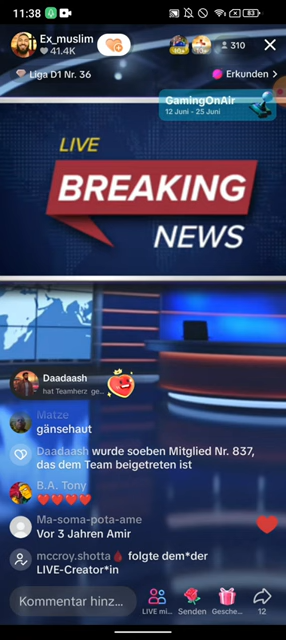 11:38
83
Ex_muslim
41.4K
310
Liga D1 Nr. 36
Erkunden >
GamingOnAir
12 Juni - 25 Juni
LIVE
BREAKING
NEWS
Daadaash
hat Teamherz ge...
Matze
gänsehaut
Daadaash wurde soeben Mitglied Nr. 837,
das dem Team beigetreten ist
B.A. Tony
❤️❤️❤️❤️
Ma-soma-pota-ame
Vor 3 Jahren Amir
mccroy.shotta🩸 folgte dem*der
LIVE-Creator*in
Kommentar hinz...
LIVE mi...
Senden
Gesche...
12